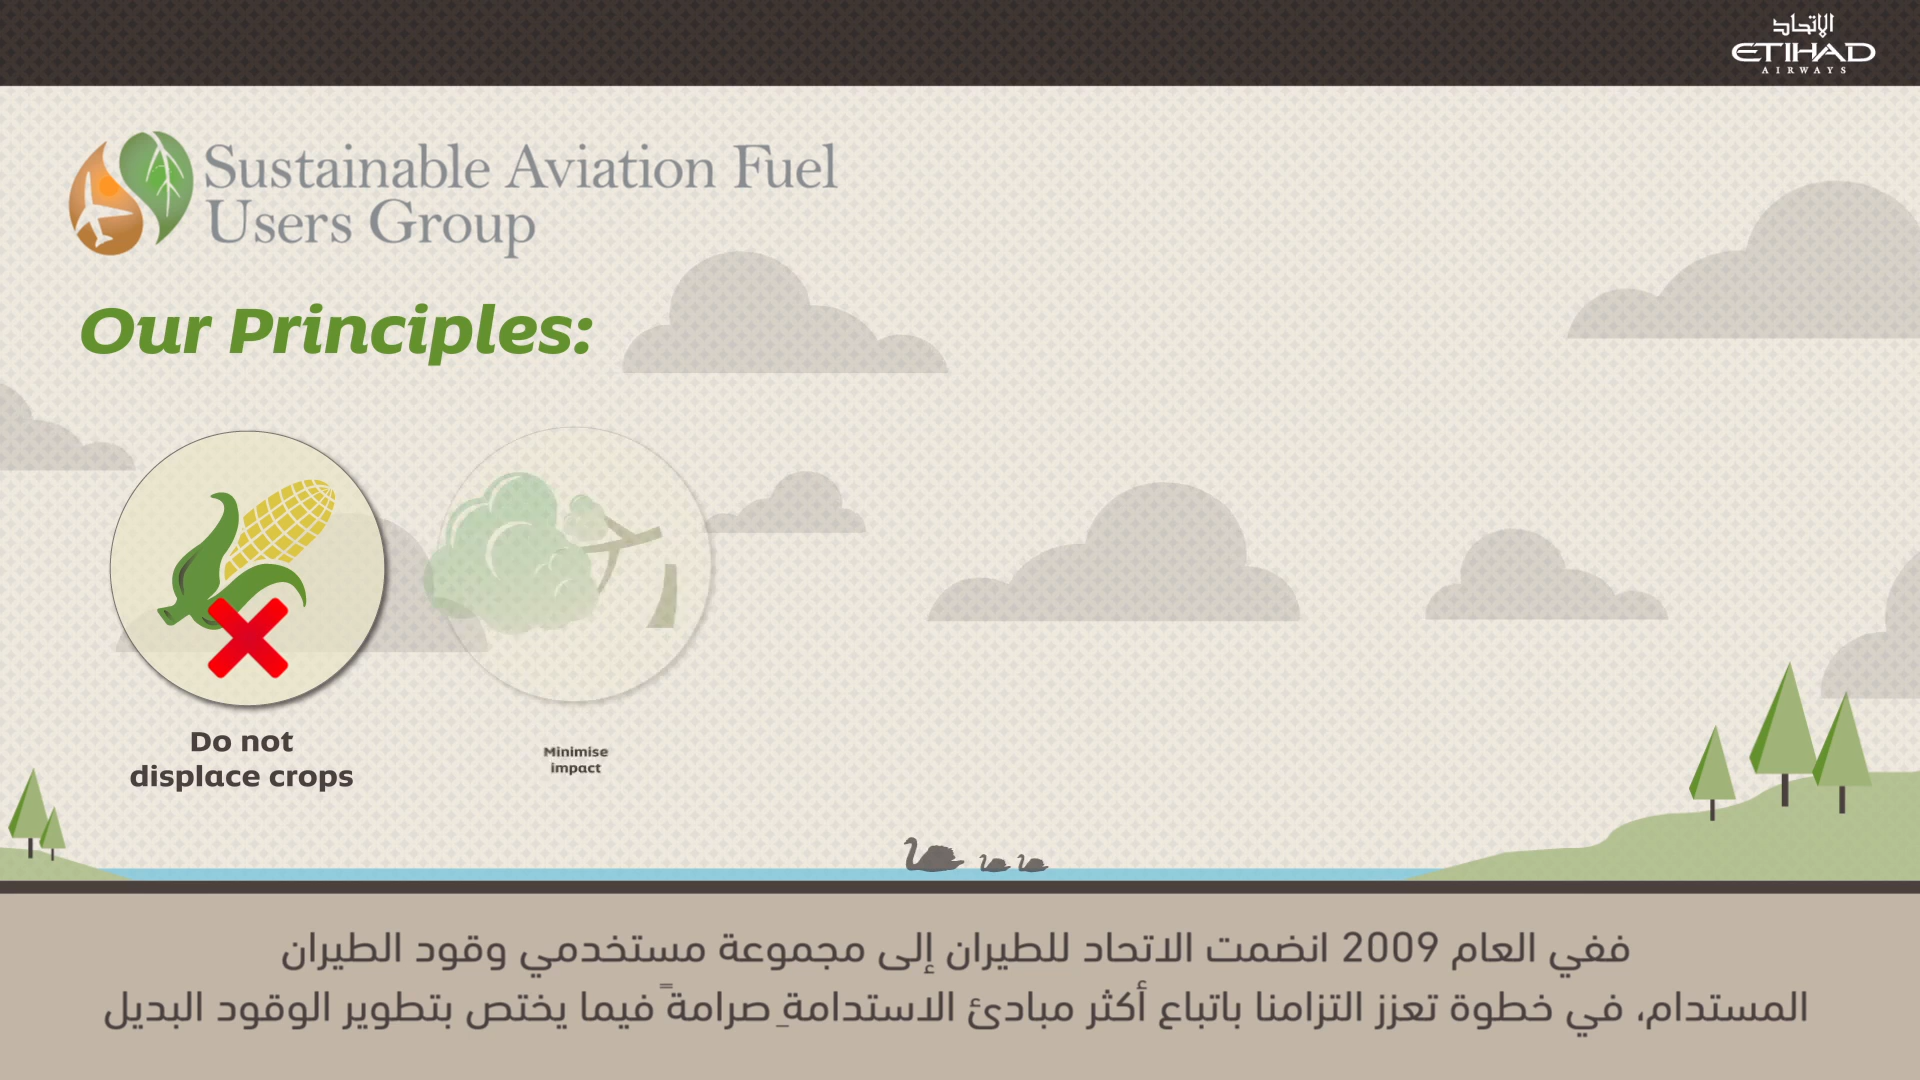 الإتحاد
ETIHAD
AIRWAYS
Sustainable Aviation Fuel
Users Group
Our Principles:
Do not
displace crops
Minimise
impact
ففي العام 2009 انضمت الاتحاد للطيران إلى مجموعة مستخدمي وقود الطيران
المستدام، في خطوة تعزز التزامنا باتباع أكثر مبادئ الاستدامةِ صرامةً فيما يختص بتطوير الوقود البديل